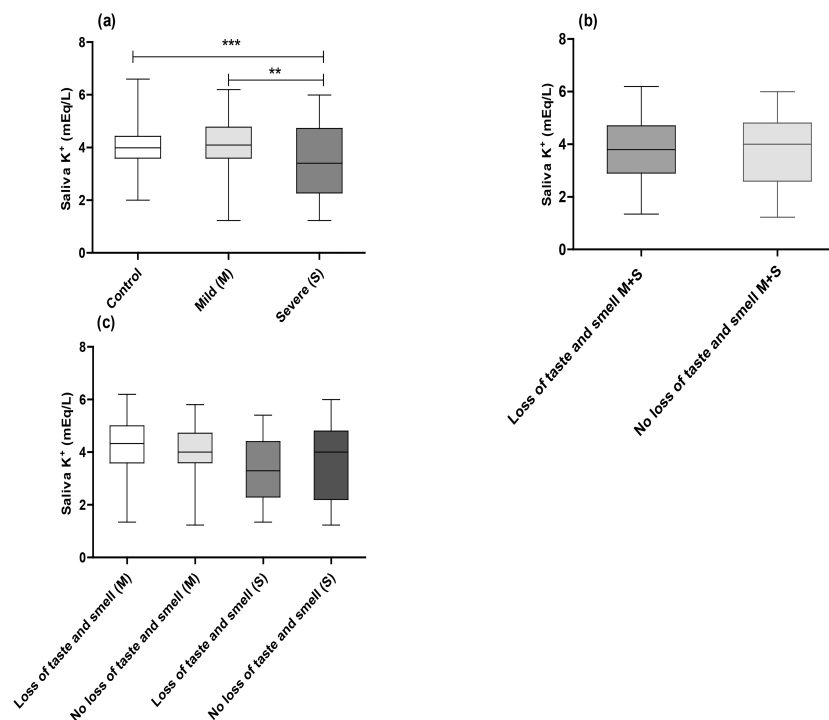 (a)
Saliva K+ (mEq/L)
8
6
4
2
0
***
**
Control
Mild (M)
Severe (S)
(b)
Saliva K+ (mEq/L)
8
6
4
2
0
Loss of taste and smell M+S
No loss of taste and smell M+S
(c)
Saliva K+ (mEq/L)
8
6
4
2
0
Loss of taste and smell (M)
No loss of taste and smell (M)
Loss of taste and smell (S)
No loss of taste and smell (S)